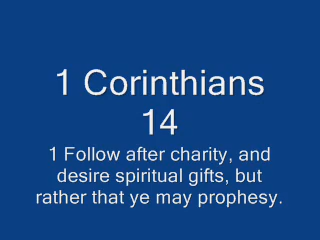 1 Corinthians
14
1 Follow after charity, and
desire spiritual gifts, but
rather that ye may prophesy.